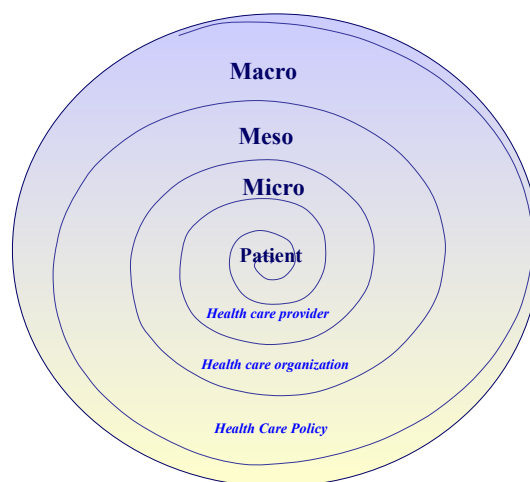 Macro
Meso
Micro
Patient
Health care provider
Health care organization
Health Care Policy